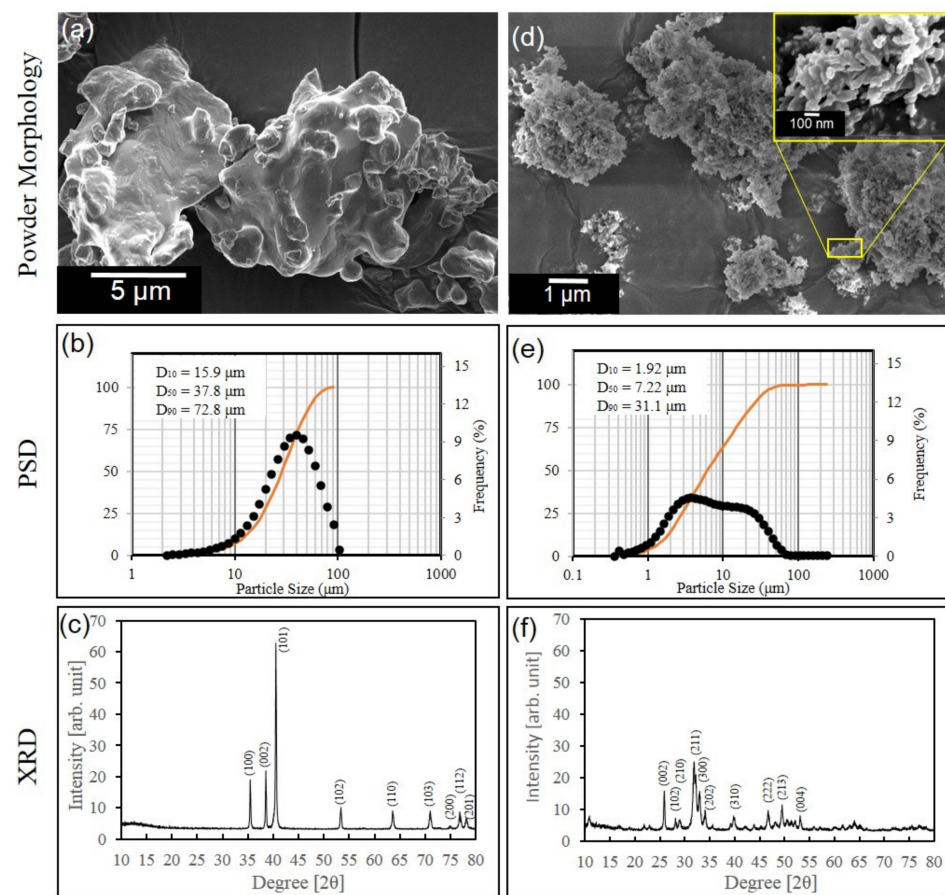 Powder Morphology
(a)
5 μm
(d)
100 nm
1 μm
PSD
(b)
D10 = 15.9 μm
D50 = 37.8 μm
D90 = 72.8 μm
100
75
50
25
0
15
12
9
6
3
0
Frequency (%)
1 10 100 1000
Particle Size (μm)
(e)
D10 = 1.92 μm
D50 = 7.22 μm
D90 = 31.1 μm
100
75
50
25
0
15
12
9
6
3
0
Frequency (%)
0.1 1 10 100 1000
Particle Size (μm)
XRD
(c)
Intensity [arb. unit]
70
60
50
40
30
20
10
0
(100)
(002)
(101)
(102)
(110)
(103)
(200)
(112)
(201)
10 15 20 25 30 35 40 45 50 55 60 65 70 75 80
Degree [2θ]
(f)
Intensity [arb. unit]
70
60
50
40
30
20
10
0
(002)
(102)
(210)
(211)
(300)
(202)
(310)
(222)
(213)
(004)
10 15 20 25 30 35 40 45 50 55 60 65 70 75 80
Degree [2θ]